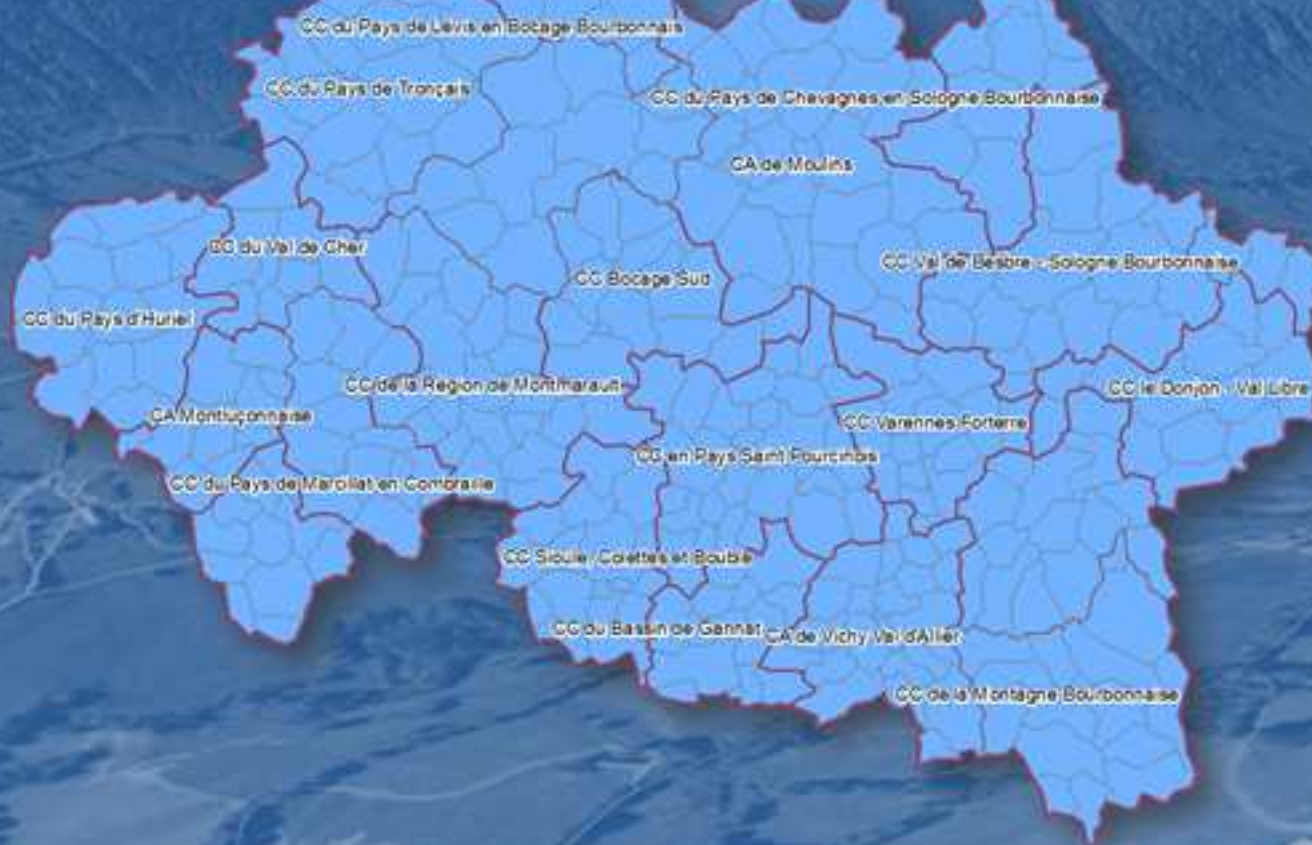 CC du Pays de Lévis en Bocage Bourbonnais
CC du Pays de Tronçais
CC du Pays de Chevagnes en Sologne Bourbonnaise
CA de Moulins
CC du Val de Cher
CC Val de Besbre - Sologne Bourbonnaise
CC Bocage Sud
CC du Pays d'Huriel
CC de la Région de Montmarault
CC le Donjon - Val Libre
CA Montluçonnaise
CC Varennes Forterre
CC en Pays Saint Pourcinois
CC du Pays de Marcillat en Combraille
CC Sioule, Colettes et Bouble
CC du Bassin de Gannat
CA de Vichy Val d'Allier
CC de la Montagne Bourbonnaise